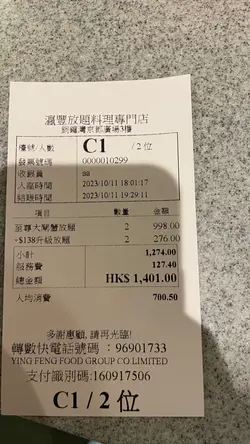 瀛豐放題料理專門店
銅鑼灣京都廣場3樓
檯號/人數 C1 / 2 位
發票號碼 0000010299
收銀員 aa
入座時間 2023/10/11 18:01:17
結賬時間 2023/10/11 19:29:11
項目 數量 金額
至尊大閘蟹放題 2 998.00
~$138升級放題 2 276.00
小計 1,274.00
服務費 127.40
總金額 HK$ 1,401.00
人均消費 700.50
多謝惠顧, 請再光臨!
轉數快電話號碼 : 96901733
YING FENG FOOD GROUP CO LIMITED
支付識別碼:160917506
C1 / 2 位